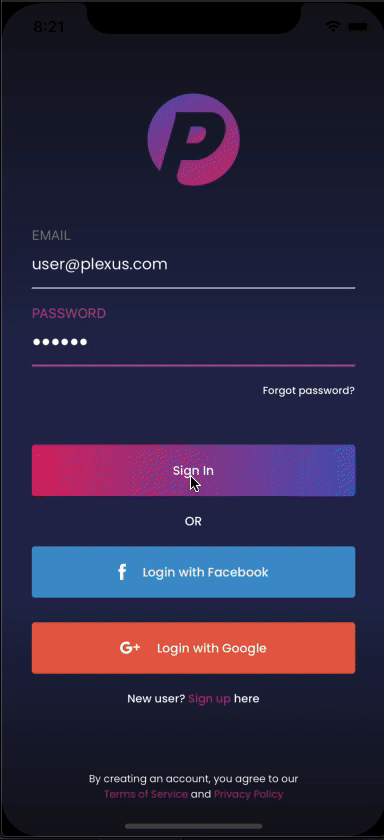 8:21
P
EMAIL
user@plexus.com
PASSWORD
●●●●●●
Forgot password?
Sign In
OR
f Login with Facebook
G+ Login with Google
New user? Sign up here
By creating an account, you agree to our
Terms of Service and Privacy Policy